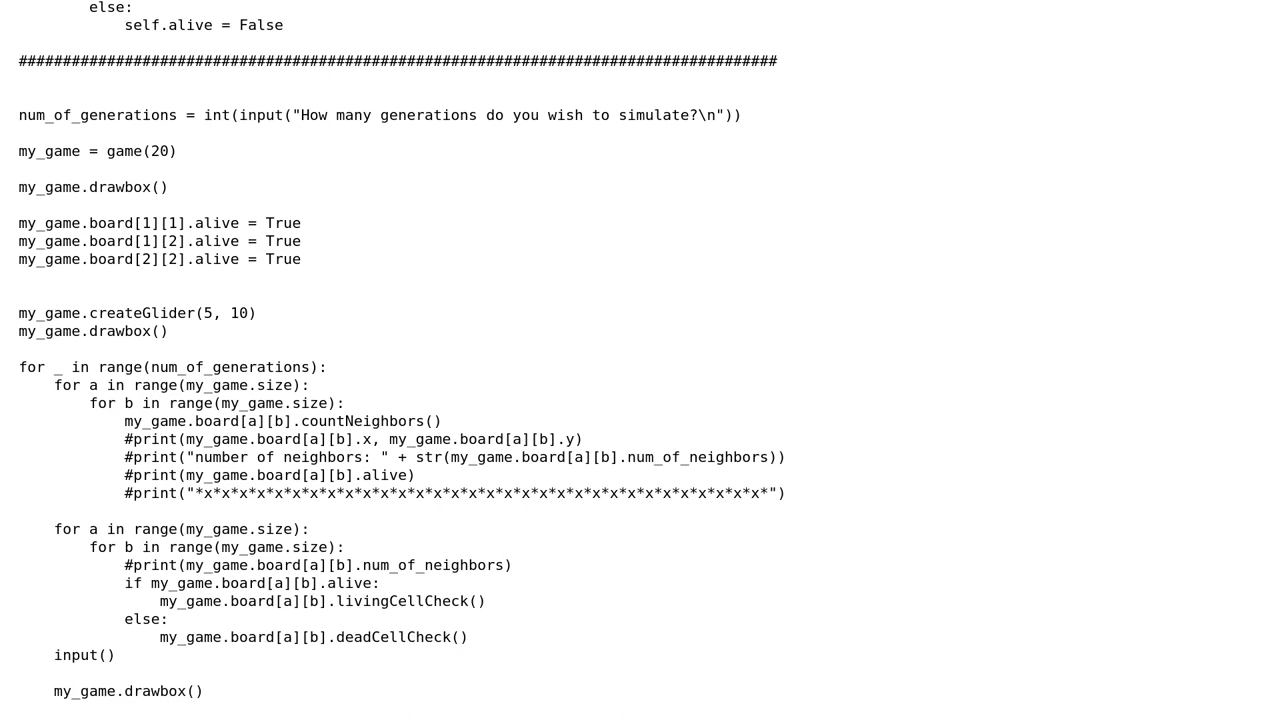 else:
            self.alive = False
######################################################################################
num_of_generations = int(input("How many generations do you wish to simulate?\n"))
my_game = game(20)
my_game.drawbox()
my_game.board[1][1].alive = True
my_game.board[1][2].alive = True
my_game.board[2][2].alive = True
my_game.createGlider(5, 10)
my_game.drawbox()
for _ in range(num_of_generations):
    for a in range(my_game.size):
        for b in range(my_game.size):
            my_game.board[a][b].countNeighbors()
            #print(my_game.board[a][b].x, my_game.board[a][b].y)
            #print("number of neighbors: " + str(my_game.board[a][b].num_of_neighbors))
            #print(my_game.board[a][b].alive)
            #print("*x*x*x*x*x*x*x*x*x*x*x*x*x*x*x*x*x*x*x*x*x*x*x*x*x*x*x*x*x*x*x*x*")
    for a in range(my_game.size):
        for b in range(my_game.size):
            #print(my_game.board[a][b].num_of_neighbors)
            if my_game.board[a][b].alive:
                my_game.board[a][b].livingCellCheck()
            else:
                my_game.board[a][b].deadCellCheck()
    input()
    my_game.drawbox()